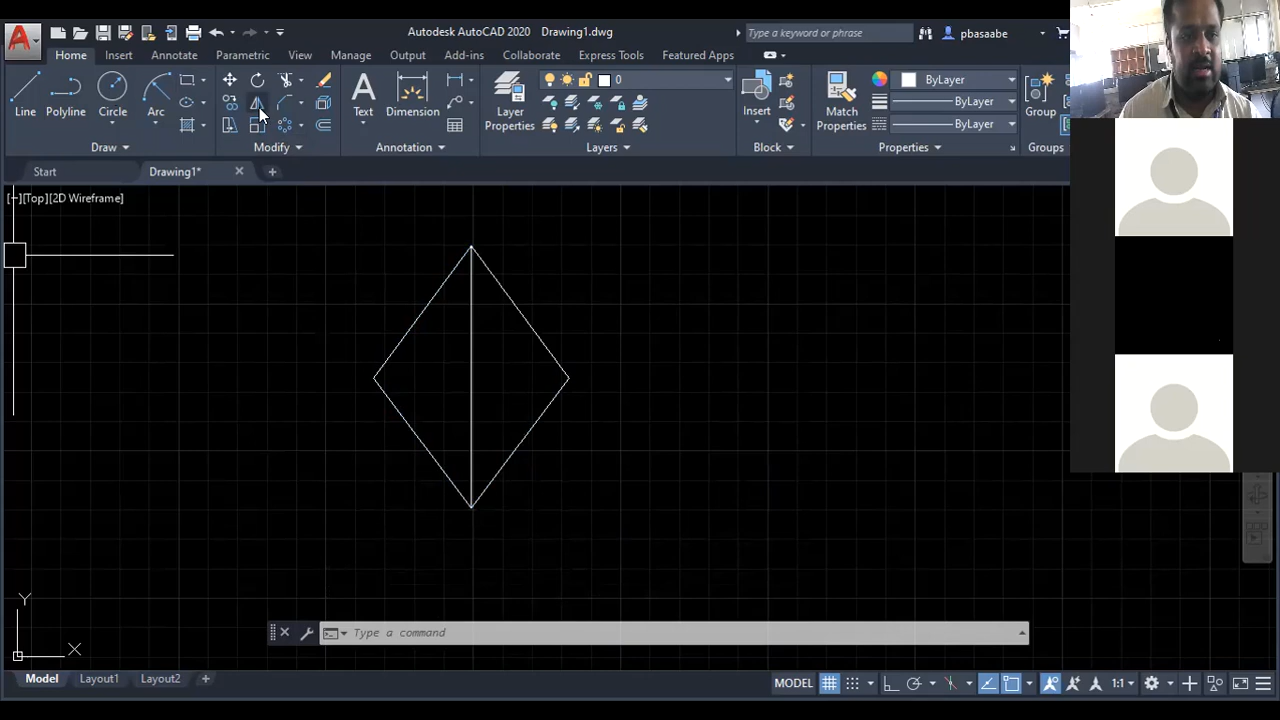 Autodesk AutoCAD 2020 Drawing1.dwg
Type a keyword or phrase
pbasaabe
Home Insert Annotate Parametric View Manag Output Add-ins Collaborate Express Tools Featured Apps
Line Polyline Circle Arc
Text Dimension
Layer Properties
0
Insert
Match Properties
ByLayer
ByLayer
ByLayer
Group
Draw Modify Annotation Layers Block Properties Groups
Start Drawing1*
[−][Top][2D Wireframe]
Y
X
Type a command
Model Layout1 Layout2 +
MODEL 1:1